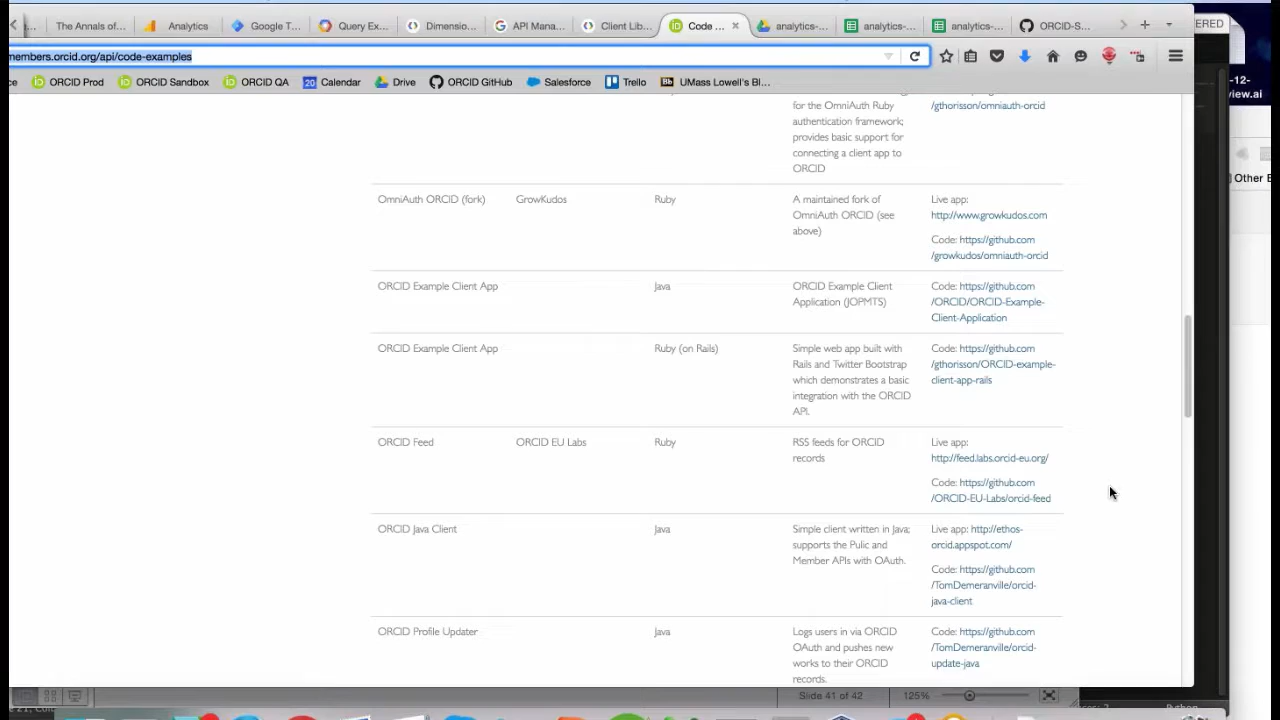 The Annals of...
Analytics
Google T...
Query Ex...
Dimensio...
API Mana...
Client Lib...
Code ...
analytics-...
analytics-...
analytics-...
ORCID-S...
ERED
members.orcid.org/api/code-examples
ce
ORCID Prod
ORCID Sandbox
ORCID QA
20 Calendar
Drive
ORCID Gith
Salesforce
Trello
Bb UMass Lowell's Bl...
-12-
view.ai
Other B
for the OmniAuth Ruby
authentication framework;
provides basic support for
connecting a client app to
ORCID
/gthorisson/omniauth-orcid
OmniAuth ORCID (fork)
GrowKudos
Ruby
A maintained fork of
OmniAuth ORCID (see
above)
Live app:
http://www.growkudos.com
Code: https://github.com
/growkudos/omniauth-orcid
ORCID Example Client App
Java
ORCID Example Client
Application (JOPMTS)
Code: https://github.com
/ORCID/ORCID-Example-
Client-Application
ORCID Example Client App
Ruby (on Rails)
Simple web app built with
Rails and Twitter Bootstrap
which demonstrates a basic
integration with the ORCID
API.
Code: https://github.com
/gthorisson/ORCID-example-
client-app-rails
ORCID Feed
ORCID EU Labs
Ruby
RSS feeds for ORCID
records
Live app:
http://feed.labs.orcid-eu.org/
Code: https://github.com
/ORCID-EU-Labs/orcid-feed
ORCID Java Client
Java
Simple client written in Java;
supports the Pulic and
Member APIs with OAuth.
Live app: http://ethos-
orcid.appspot.com/
Code: https://github.com
/TomDemeranville/orcid-
java-client
ORCID Profile Updater
Java
Logs users in via ORCID
OAuth and pushes new
works to their ORCID
records.
Code: https://github.com
/TomDemeranville/orcid-
update-java
Slide 41 of 42
125%
Python